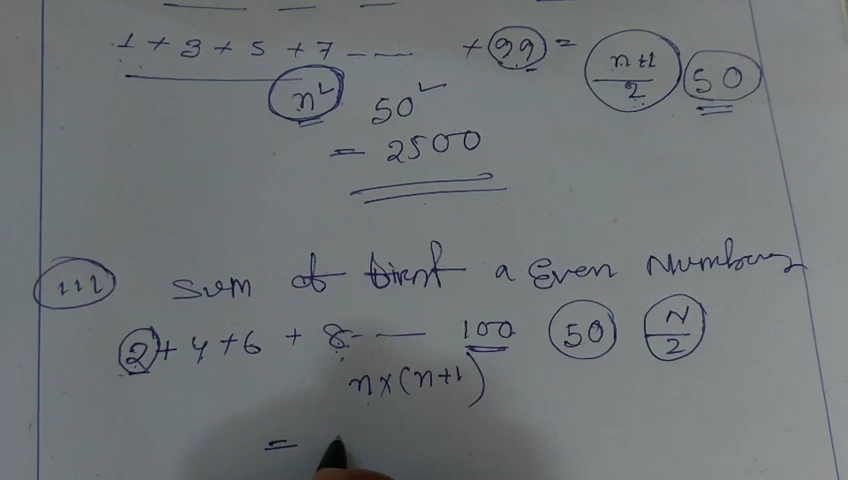 1 + 3 + 5 + 7 ---- + 99 = n+1/2 50
n² 50²
= 2500
iii Sum of first n Even Numbers
2 + 4 + 6 + 8 ---- 100 50 N/2
n×(n+1)
=